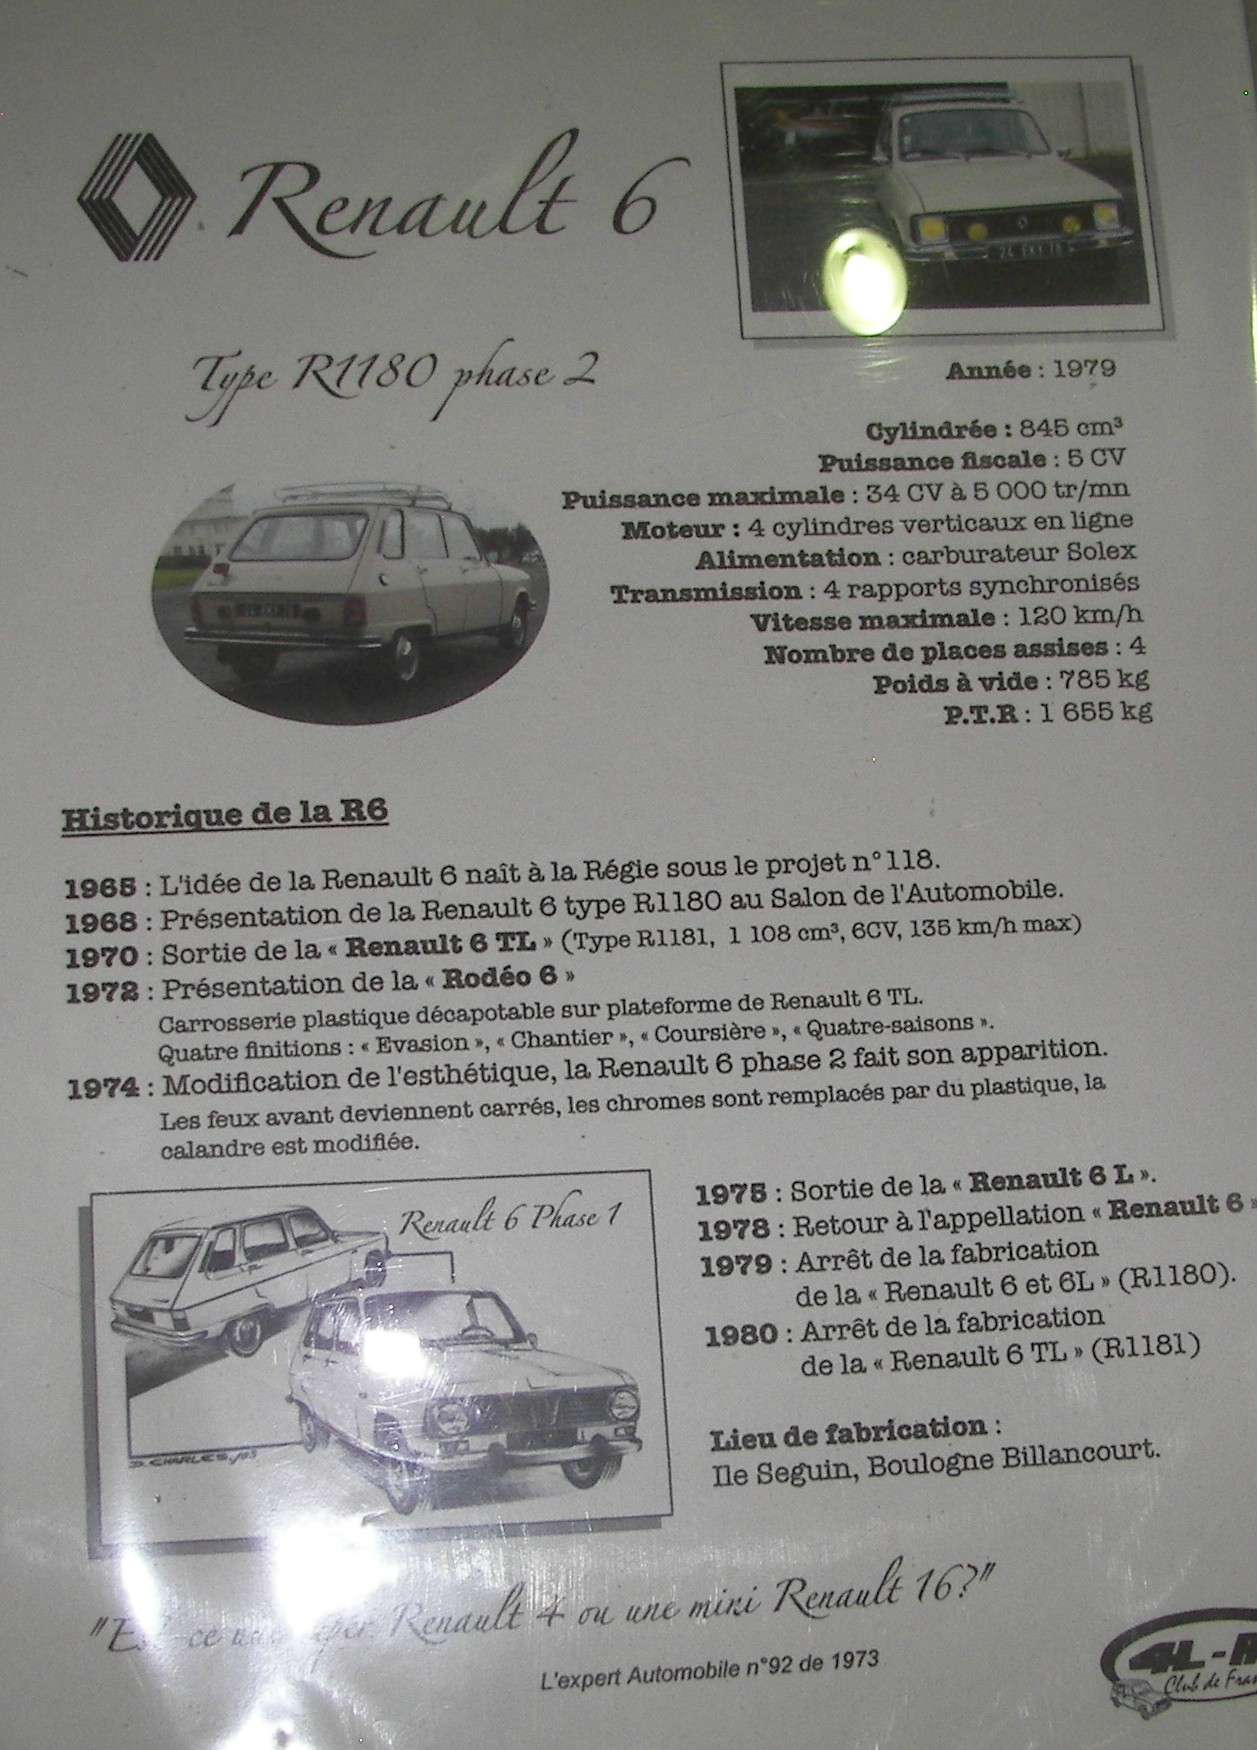 Renault 6
Type R1180 phase 2
Année : 1979
Cylindrée : 845 cm³
Puissance fiscale : 5 CV
Puissance maximale : 34 CV à 5 000 tr/mn
Moteur : 4 cylindres verticaux en ligne
Alimentation : carburateur Solex
Transmission : 4 rapports synchronisés
Vitesse maximale : 120 km/h
Nombre de places assises : 4
Poids à vide : 785 kg
P.T.R : 1 655 kg
Historique de la R6
1965 : L'idée de la Renault 6 naît à la Régie sous le projet n°118.
1968 : Présentation de la Renault 6 type R1180 au Salon de l'Automobile.
1970 : Sortie de la « Renault 6 TL » (Type R1181, 1 108 cm³, 6CV, 135 km/h max)
1972 : Présentation de la « Rodéo 6 »
Carrosserie plastique décapotable sur plateforme de Renault 6 TL.
Quatre finitions : « Evasion », « Chantier », « Coursière », « Quatre-saisons ».
1974 : Modification de l'esthétique, la Renault 6 phase 2 fait son apparition.
Les feux avant deviennent carrés, les chromes sont remplacés par du plastique, la
calandre est modifiée.
Renault 6 Phase 1
D. CHARLES
1975 : Sortie de la « Renault 6 L ».
1978 : Retour à l'appellation « Renault 6 »
1979 : Arrêt de la fabrication
de la « Renault 6 et 6L » (R1180).
1980 : Arrêt de la fabrication
de la « Renault 6 TL » (R1181)
Lieu de fabrication :
Ile Seguin, Boulogne Billancourt.
"Est-ce une Renault 4 ou une mini Renault 16?"
L'expert Automobile n°92 de 1973
4L-
Club de